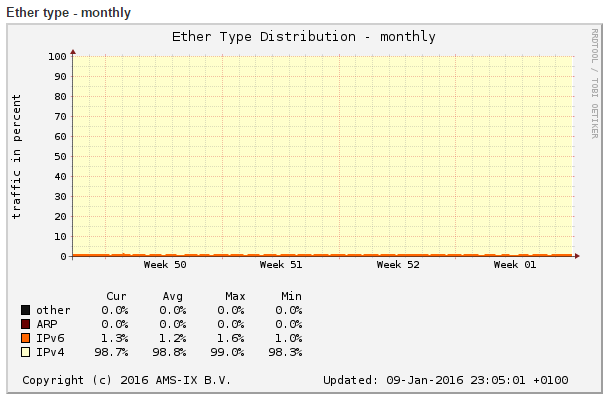 Ether type - monthly
Ether Type Distribution - monthly
RRDTOOL / TOBI OETIKER
traffic in percent
100
90
80
70
60
50
40
30
20
10
0
Week 50 Week 51 Week 52 Week 01
Cur Avg Max Min
other 0.0% 0.0% 0.0% 0.0%
ARP 0.0% 0.0% 0.0% 0.0%
IPv6 1.3% 1.2% 1.6% 1.0%
IPv4 98.7% 98.8% 99.0% 98.3%
Copyright (c) 2016 AMS-IX B.V. Updated: 09-Jan-2016 23:05:01 +0100